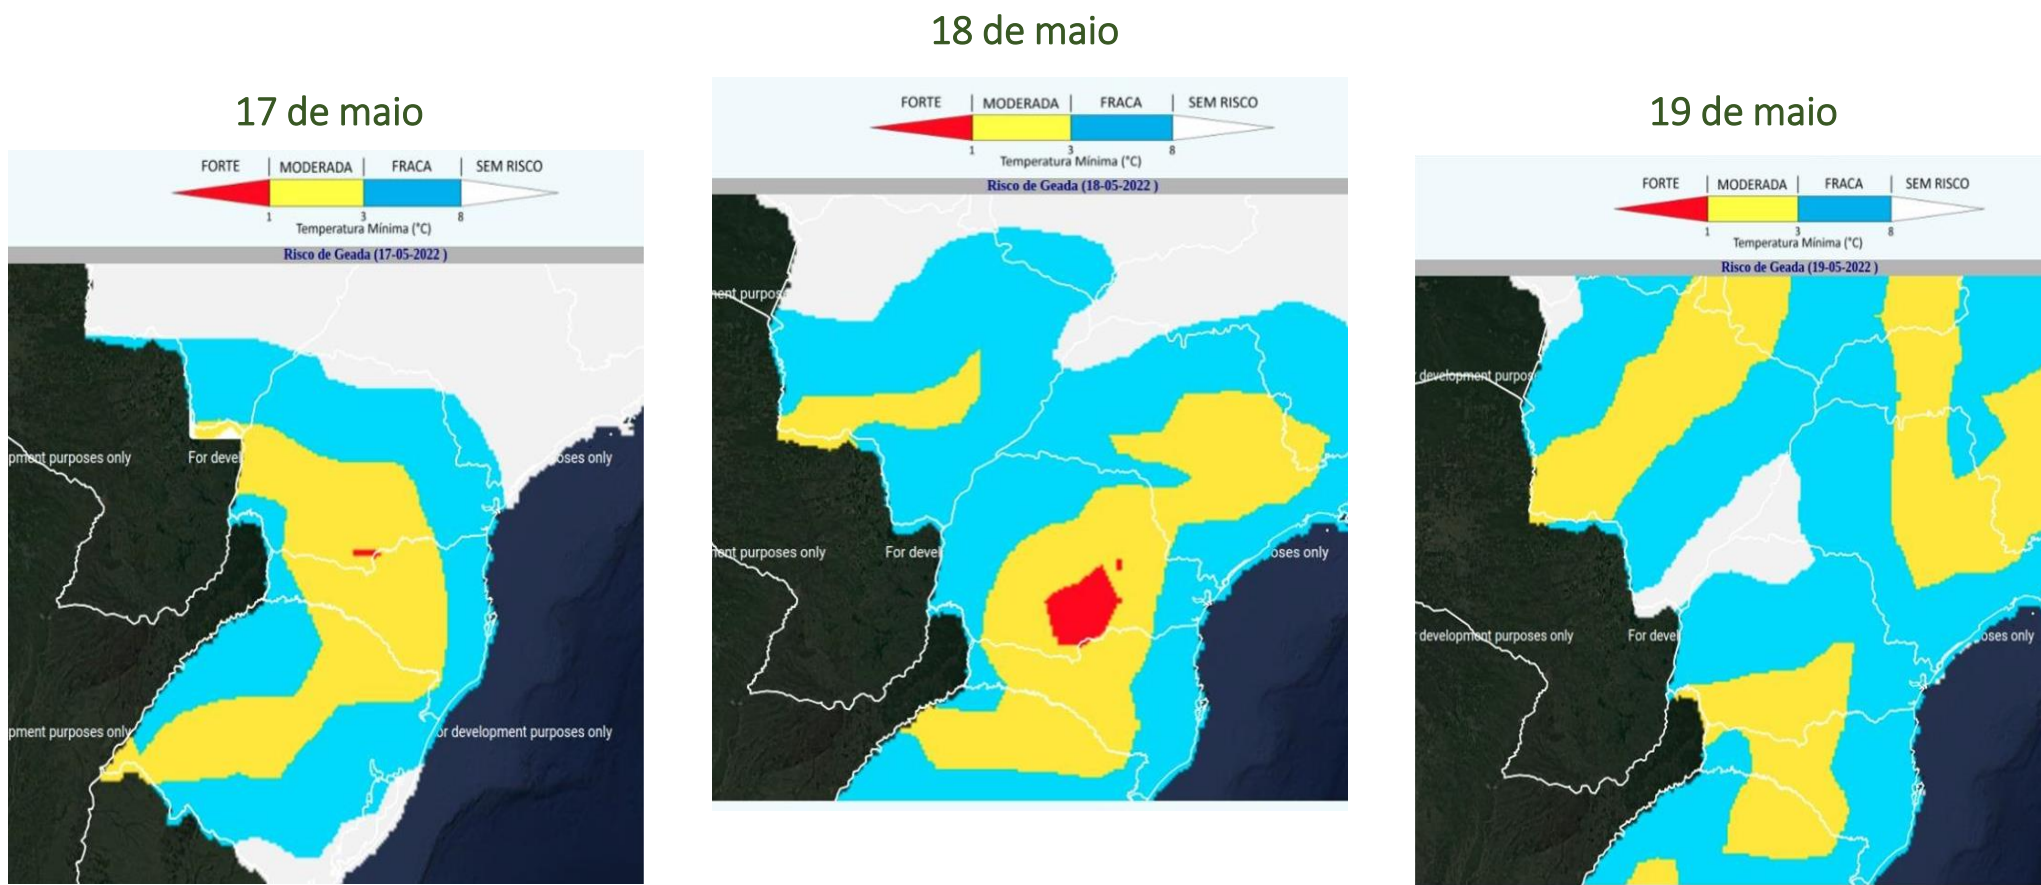 17 de maio
FORTE | MODERADA | FRACA | SEM RISCO
1 3 8
Temperatura Mínima (°C)
Risco de Geada (17-05-2022 )
pment purposes only
For devel
oses only
pment purposes only
or development purposes only
18 de maio
FORTE | MODERADA | FRACA | SEM RISCO
1 3 8
Temperatura Mínima (°C)
Risco de Geada (18-05-2022 )
ment purpos
ment purposes only
For devel
oses only
19 de maio
FORTE | MODERADA | FRACA | SEM RISCO
1 3 8
Temperatura Mínima (°C)
Risco de Geada (19-05-2022 )
development purpos
development purposes only
For devel
oses only